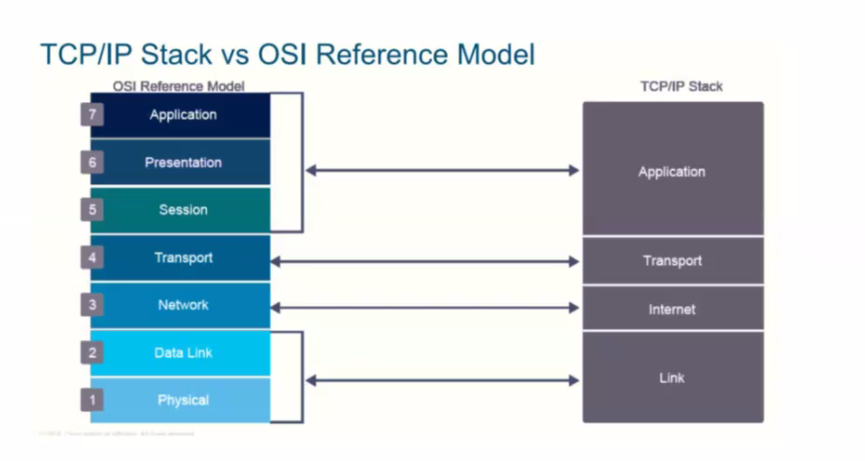 TCP/IP Stack vs OSI Reference Model
OSI Reference Model
TCP/IP Stack
7 Application
6 Presentation
5 Session
Application
4 Transport
Transport
3 Network
Internet
2 Data Link
1 Physical
Link